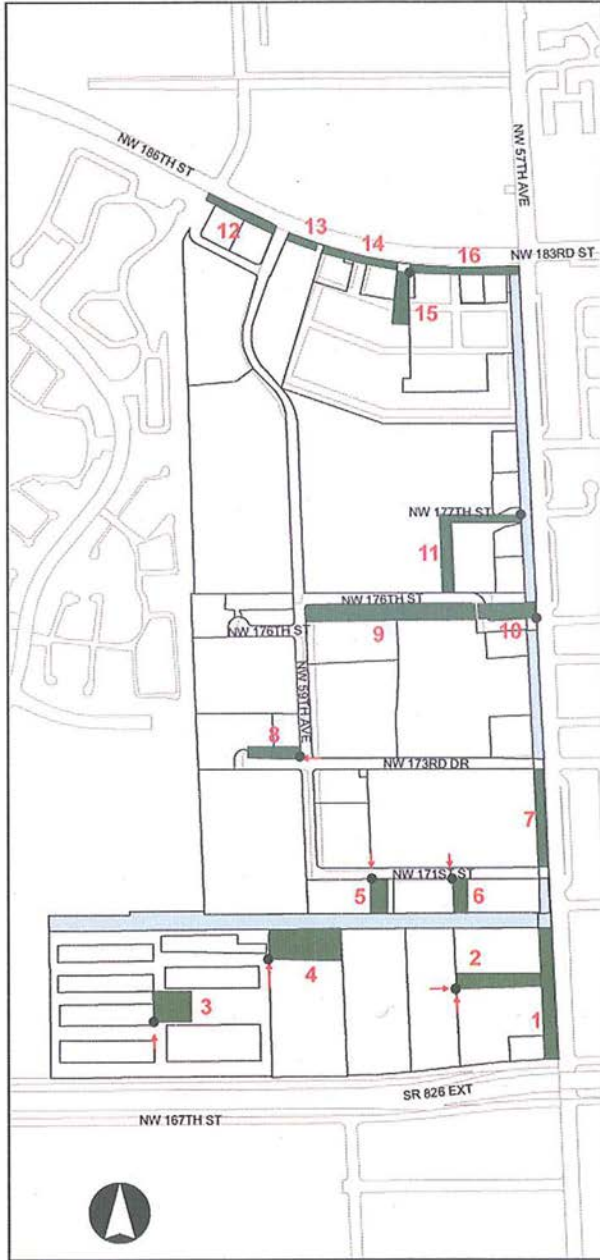 NW 186TH ST
NW 57TH AVE
NW 183RD ST
12
13
14
16
15
NW 177TH ST
11
NW 176TH ST
NW 176TH ST
9
10
NW 59TH AVE
8
NW 173RD DR
7
NW 171ST ST
5
6
2
4
3
1
SR 826 EXT
NW 167TH ST